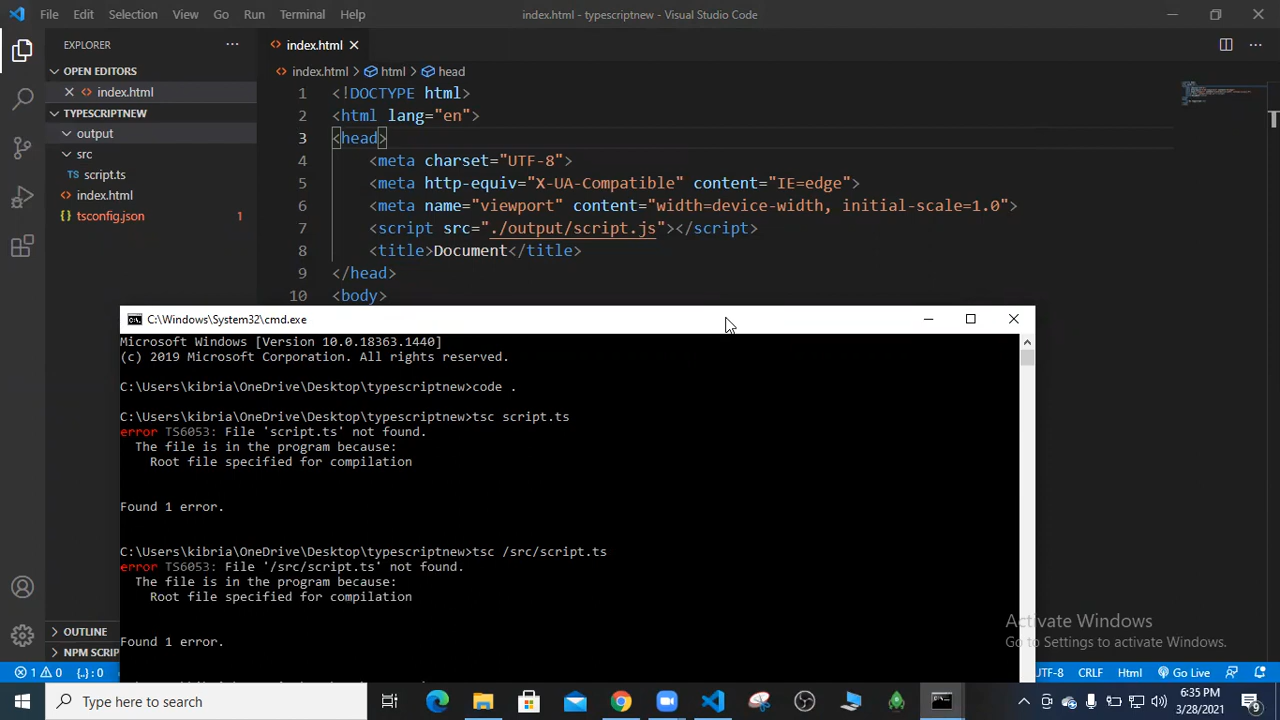 File Edit Selection View Go Run Terminal Help index.html - typescriptnew - Visual Studio Code
EXPLORER
OPEN EDITORS
index.html
TYPESCRIPTNEW
output
src
TS script.ts
index.html
{} tsconfig.json 1
index.html
index.html > html > head
1 <!DOCTYPE html>
2 <html lang="en">
3 <head>
4 <meta charset="UTF-8">
5 <meta http-equiv="X-UA-Compatible" content="IE=edge">
6 <meta name="viewport" content="width=device-width, initial-scale=1.0">
7 <script src="./output/script.js"></script>
8 <title>Document</title>
9 </head>
10 <body>
C:\Windows\System32\cmd.exe
Microsoft Windows [Version 10.0.18363.1440]
(c) 2019 Microsoft Corporation. All rights reserved.
C:\Users\kibria\OneDrive\Desktop\typescriptnew>code .
C:\Users\kibria\OneDrive\Desktop\typescriptnew>tsc script.ts
error TS6053: File 'script.ts' not found.
The file is in the program because:
Root file specified for compilation
Found 1 error.
C:\Users\kibria\OneDrive\Desktop\typescriptnew>tsc /src/script.ts
error TS6053: File '/src/script.ts' not found.
The file is in the program because:
Root file specified for compilation
Found 1 error.
Activate Windows
Go to Settings to activate Windows.
OUTLINE
NPM SCRIP
1 0 {..}: 0
UTF-8 CRLF Html Go Live
Type here to search
6:35 PM
3/28/2021
9